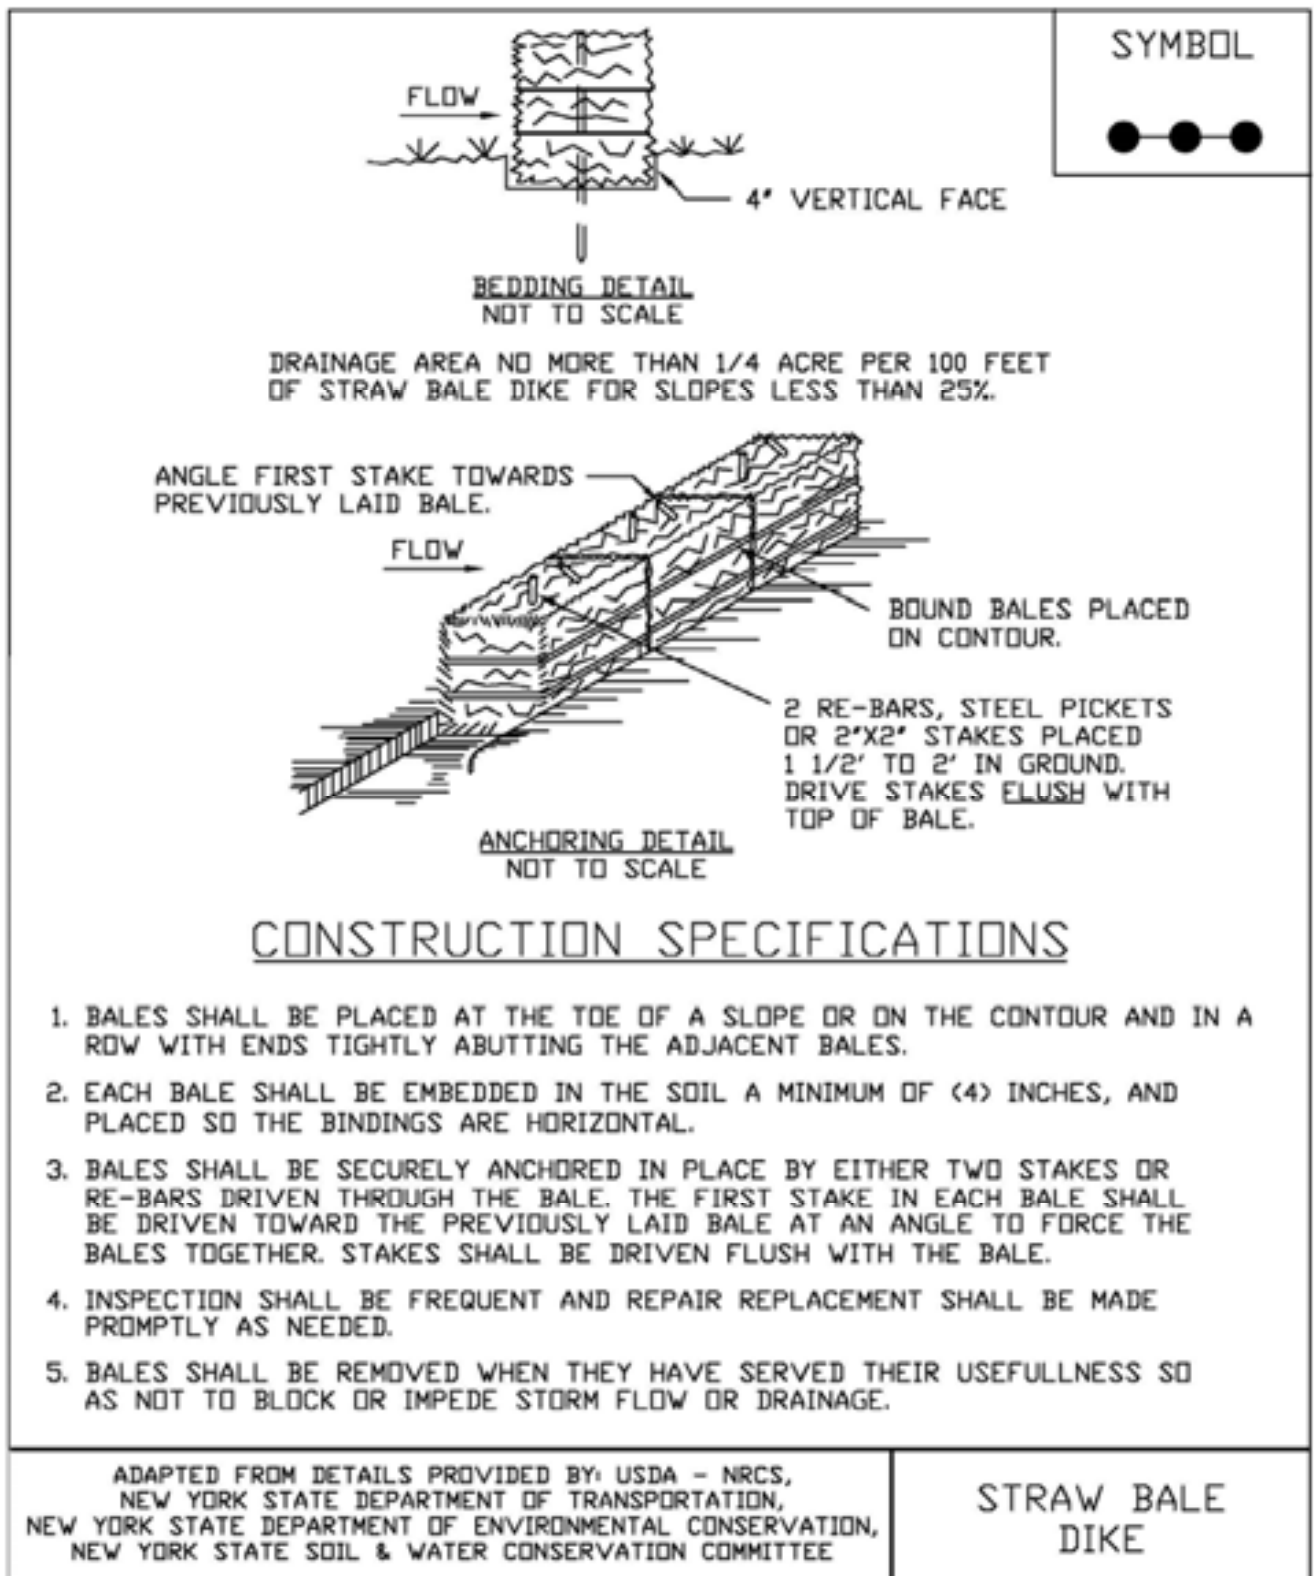 SYMBOL
FLOW
4" VERTICAL FACE
BEDDING DETAIL
NOT TO SCALE
DRAINAGE AREA NO MORE THAN 1/4 ACRE PER 100 FEET
OF STRAW BALE DIKE FOR SLOPES LESS THAN 25%.
ANGLE FIRST STAKE TOWARDS
PREVIOUSLY LAID BALE.
FLOW
BOUND BALES PLACED
ON CONTOUR.
2 RE-BARS, STEEL PICKETS
OR 2"X2" STAKES PLACED
1 1/2' TO 2' IN GROUND.
DRIVE STAKES FLUSH WITH
TOP OF BALE.
ANCHORING DETAIL
NOT TO SCALE
CONSTRUCTION SPECIFICATIONS
1. BALES SHALL BE PLACED AT THE TOE OF A SLOPE OR ON THE CONTOUR AND IN A
ROW WITH ENDS TIGHTLY ABUTTING THE ADJACENT BALES.
2. EACH BALE SHALL BE EMBEDDED IN THE SOIL A MINIMUM OF (4) INCHES, AND
PLACED SO THE BINDINGS ARE HORIZONTAL.
3. BALES SHALL BE SECURELY ANCHORED IN PLACE BY EITHER TWO STAKES OR
RE-BARS DRIVEN THROUGH THE BALE. THE FIRST STAKE IN EACH BALE SHALL
BE DRIVEN TOWARD THE PREVIOUSLY LAID BALE AT AN ANGLE TO FORCE THE
BALES TOGETHER. STAKES SHALL BE DRIVEN FLUSH WITH THE BALE.
4. INSPECTION SHALL BE FREQUENT AND REPAIR REPLACEMENT SHALL BE MADE
PROMPTLY AS NEEDED.
5. BALES SHALL BE REMOVED WHEN THEY HAVE SERVED THEIR USEFULLNESS SO
AS NOT TO BLOCK OR IMPEDE STORM FLOW OR DRAINAGE.
ADAPTED FROM DETAILS PROVIDED BY: USDA - NRCS,
NEW YORK STATE DEPARTMENT OF TRANSPORTATION,
NEW YORK STATE DEPARTMENT OF ENVIRONMENTAL CONSERVATION,
NEW YORK STATE SOIL & WATER CONSERVATION COMMITTEE
STRAW BALE
DIKE